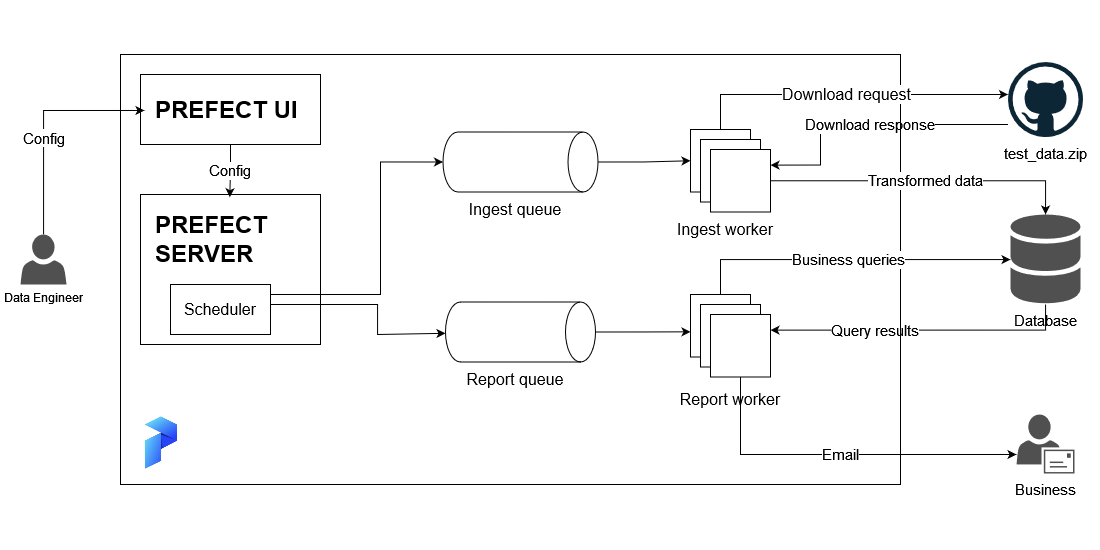 PREFECT UI
Config
Config
PREFECT
SERVER
Scheduler
Data Engineer
Ingest queue
Report queue
Ingest worker
Report worker
Download request
Download response
test_data.zip
Transformed data
Business queries
Database
Query results
Email
Business